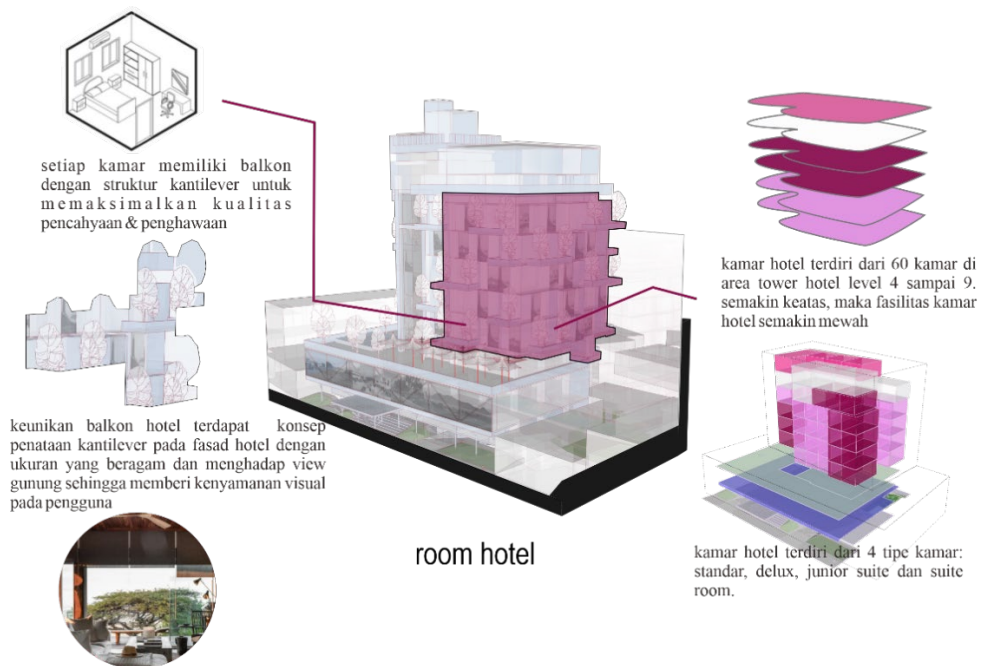 setiap kamar memiliki balkon
dengan struktur kantilever untuk
memaksimalkan kualitas
pencahyaan & penghawaan
keunikan balkon hotel terdapat konsep
penataan kantilever pada fasad hotel dengan
ukuran yang beragam dan menghadap view
gunung sehingga memberi kenyamanan visual
pada pengguna
room hotel
kamar hotel terdiri dari 60 kamar di
area tower hotel level 4 sampai 9.
semakin keatas, maka fasilitas kamar
hotel semakin mewah
kamar hotel terdiri dari 4 tipe kamar:
standar, delux, junior suite dan suite
room.